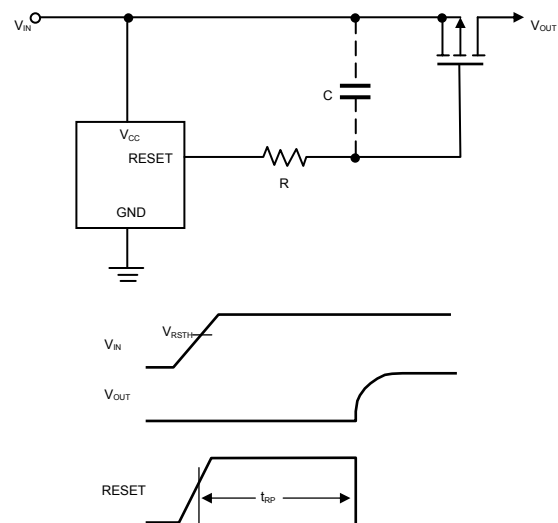 VIN
VOUT
C
VCC
RESET
R
GND
VRSTH
VIN
VOUT
RESET
tRP